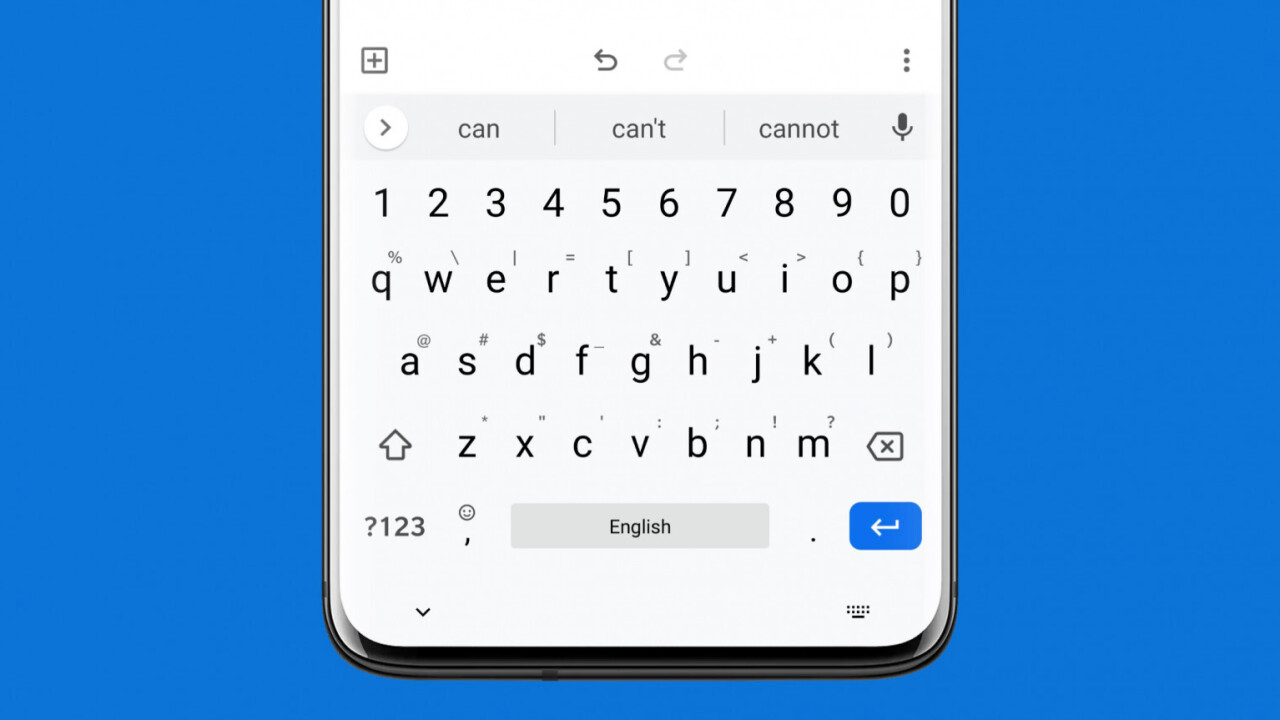 can can't cannot
1 2 3 4 5 6 7 8 9 0
% \ | = [ ] < > { }
q w e r t y u i o p
@ # $ _ & - + ( )
a s d f g h j k l
* " ' : ; ! ?
z x c v b n m
?123 , English .